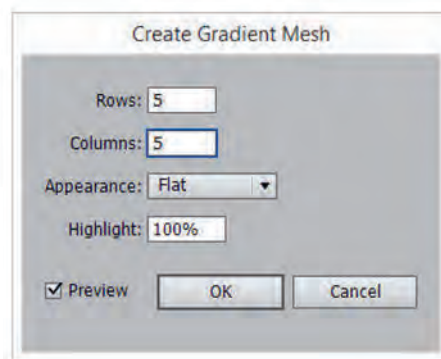 Create Gradient Mesh
Rows: 5
Columns: 5
Appearance: Flat
Highlight: 100%
Preview OK Cancel